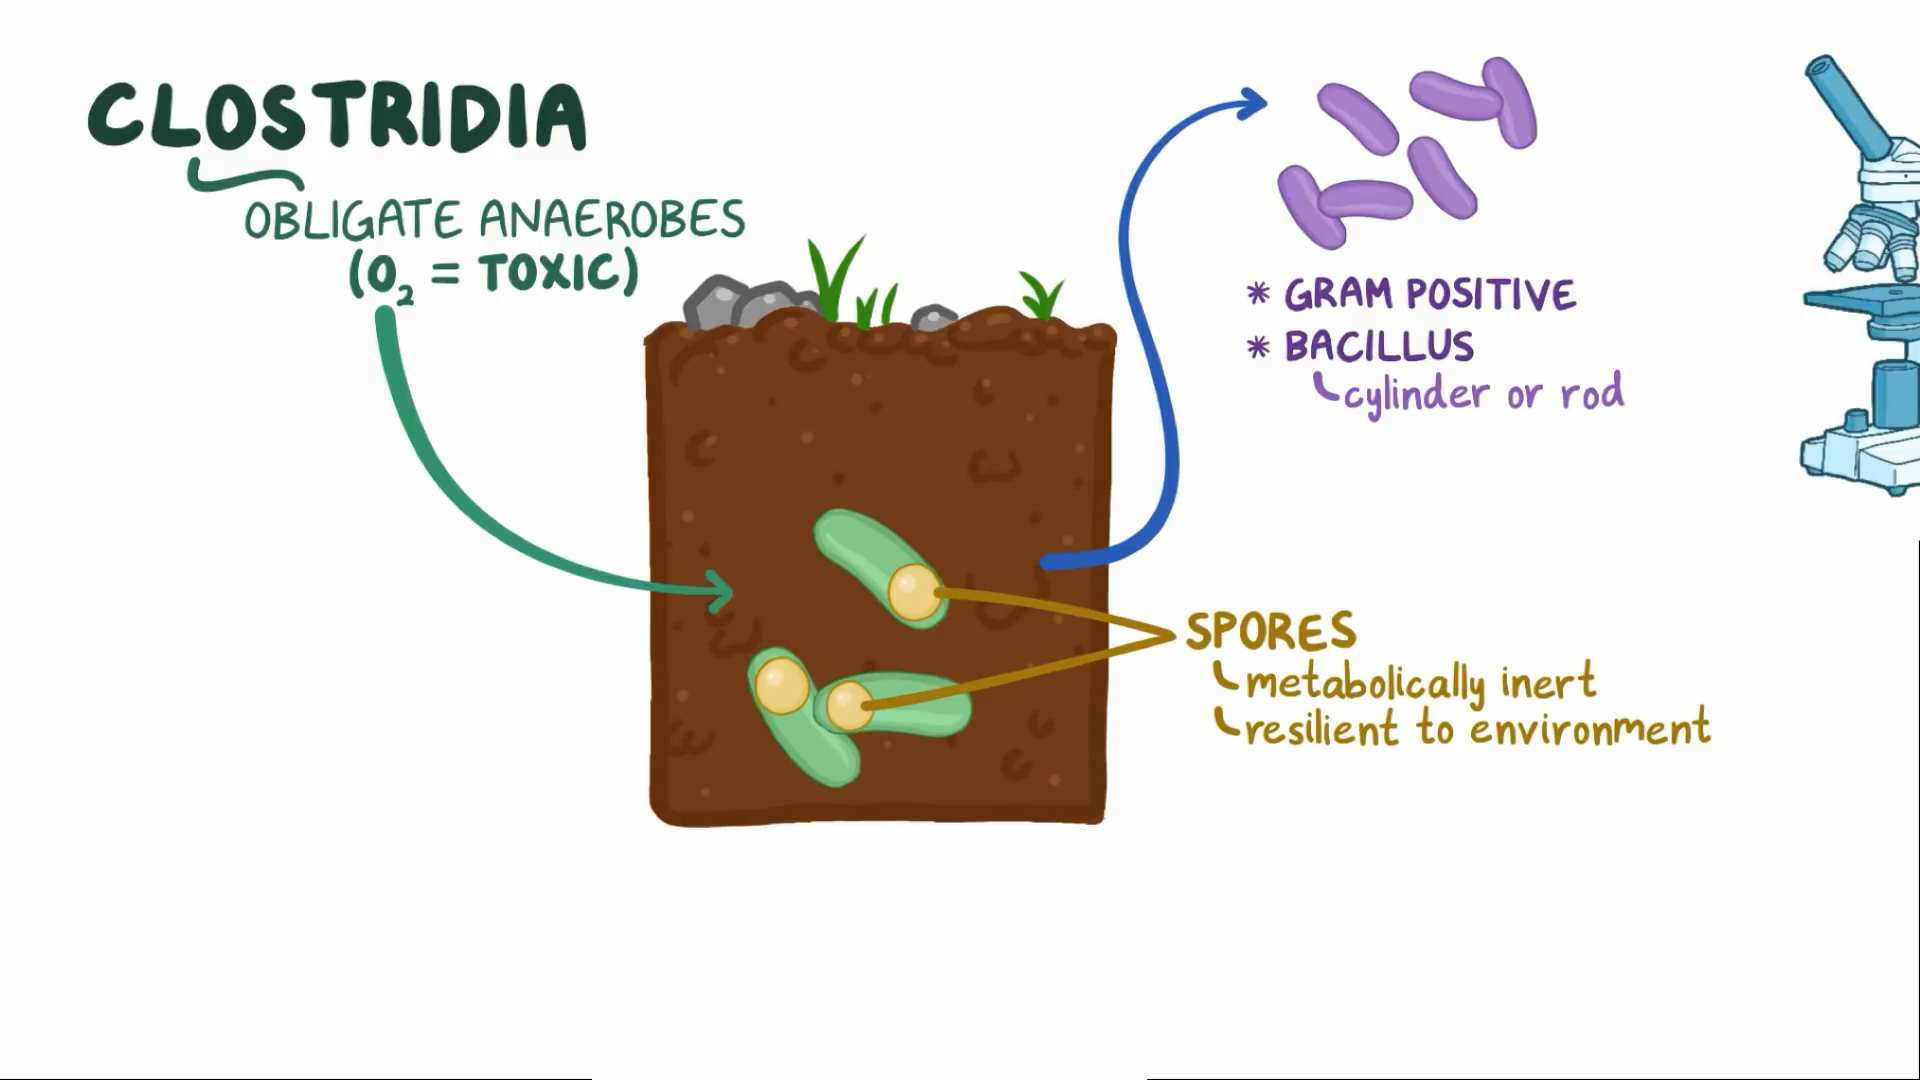 CLOSTRIDIA
OBLIGATE ANAEROBES
(O₂ = TOXIC)
* GRAM POSITIVE
* BACILLUS
cylinder or rod
SPORES
metabolically inert
resilient to environment